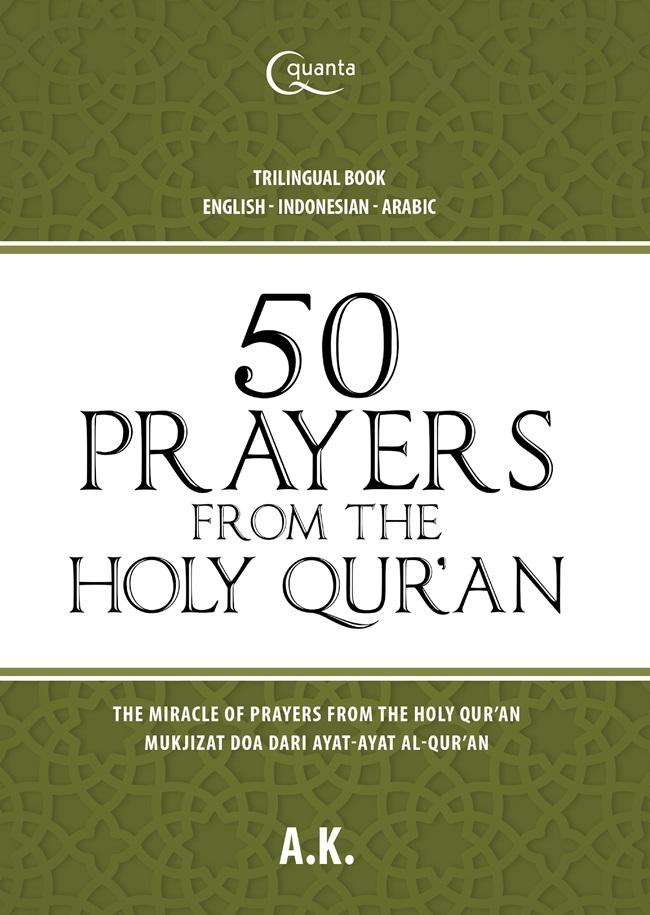 quanta
TRILINGUAL BOOK
ENGLISH - INDONESIAN - ARABIC
50
PRAYERS
FROM THE
HOLY QUR'AN
THE MIRACLE OF PRAYERS FROM THE HOLY QUR'AN
MUKJIZAT DOA DARI AYAT-AYAT AL-QUR'AN
A.K.